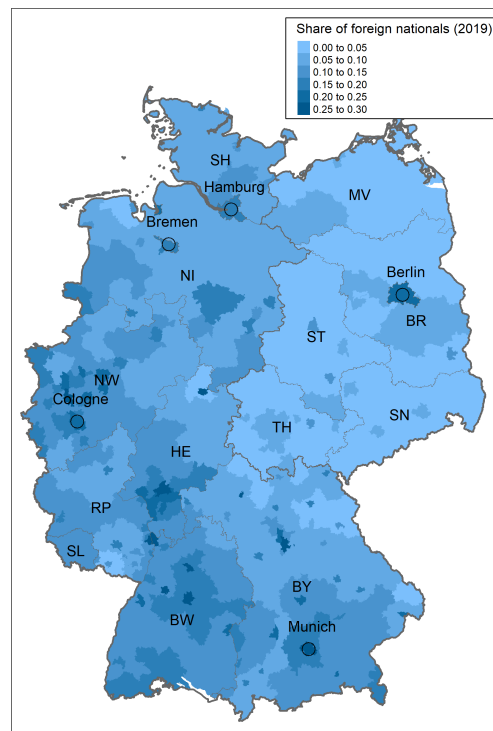 Share of foreign nationals (2019)
0.00 to 0.05
0.05 to 0.10
0.10 to 0.15
0.15 to 0.20
0.20 to 0.25
0.25 to 0.30
SH
MV
Hamburg
Bremen
Berlin
NI
BR
ST
NW
Cologne
SN
TH
HE
RP
SL
BY
BW
Munich